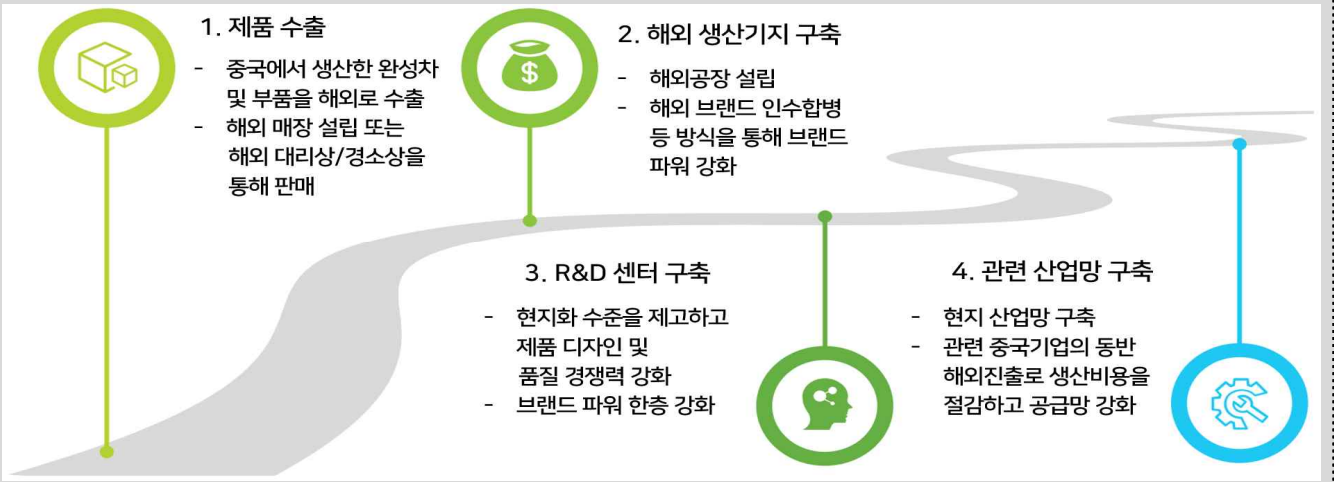 1. 제품 수출
- 중국에서 생산한 완성차
및 부품을 해외로 수출
- 해외 매장 설립 또는
해외 대리상/경소상을
통해 판매
2. 해외 생산기지 구축
- 해외공장 설립
- 해외 브랜드 인수합병
등 방식을 통해 브랜드
파워 강화
$
3. R&D 센터 구축
- 현지화 수준을 제고하고
제품 디자인 및
품질 경쟁력 강화
- 브랜드 파워 한층 강화
4. 관련 산업망 구축
- 현지 산업망 구축
- 관련 중국기업의 동반
해외진출로 생산비용을
절감하고 공급망 강화